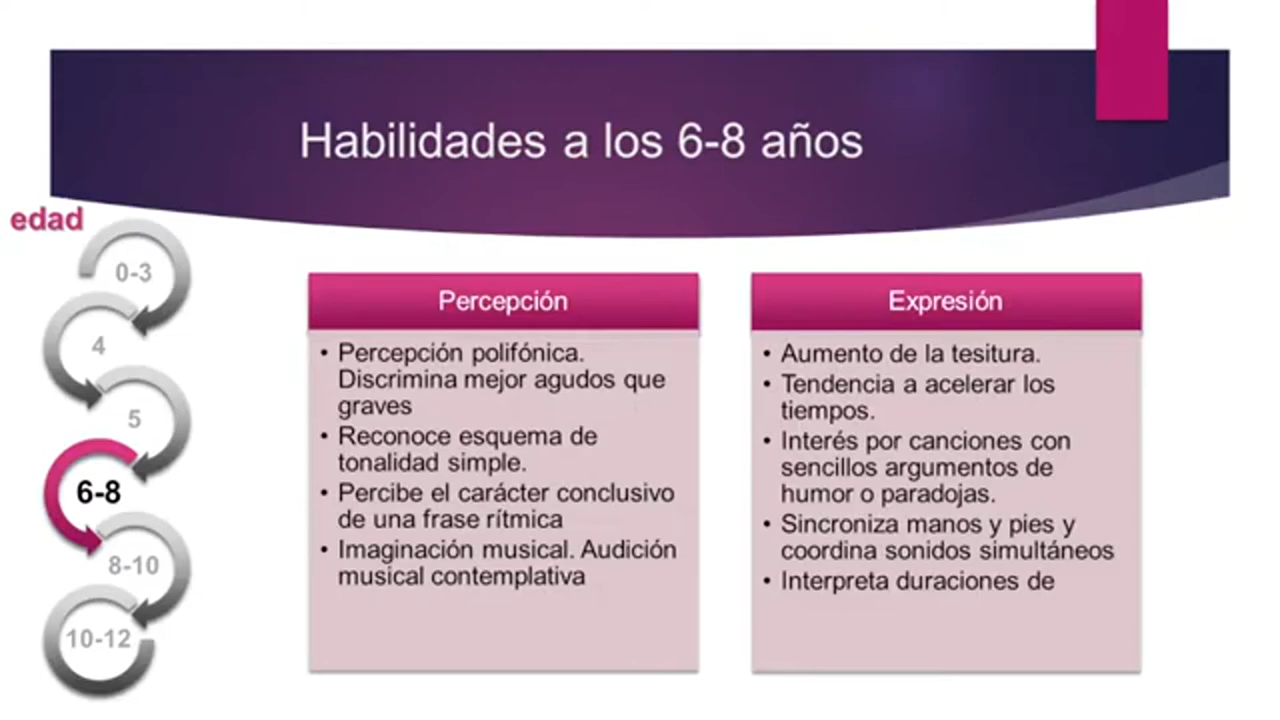 Habilidades a los 6-8 años
edad
0-3
4
5
6-8
8-10
10-12
Percepción
• Percepción polifónica.
Discrimina mejor agudos que
graves
• Reconoce esquema de
tonalidad simple.
• Percibe el carácter conclusivo
de una frase rítmica
• Imaginación musical. Audición
musical contemplativa
Expresión
• Aumento de la tesitura.
• Tendencia a acelerar los
tiempos.
• Interés por canciones con
sencillos argumentos de
humor o paradojas.
• Sincroniza manos y pies y
coordina sonidos simultáneos
• Interpreta duraciones de